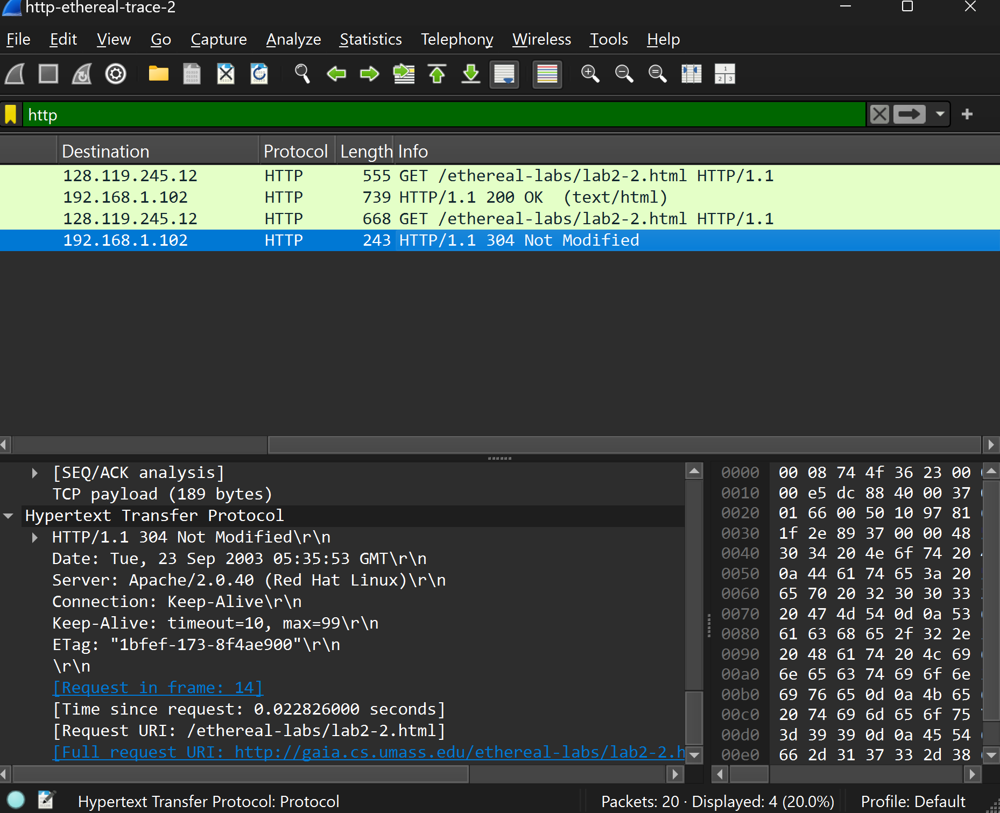 http-ethereal-trace-2
File Edit View Go Capture Analyze Statistics Telephony Wireless Tools Help
http
Destination Protocol Length Info
128.119.245.12 HTTP 555 GET /ethereal-labs/lab2-2.html HTTP/1.1
192.168.1.102 HTTP 739 HTTP/1.1 200 OK (text/html)
128.119.245.12 HTTP 668 GET /ethereal-labs/lab2-2.html HTTP/1.1
192.168.1.102 HTTP 243 HTTP/1.1 304 Not Modified
[SEQ/ACK analysis]
TCP payload (189 bytes)
Hypertext Transfer Protocol
HTTP/1.1 304 Not Modified\r\n
Date: Tue, 23 Sep 2003 05:35:53 GMT\r\n
Server: Apache/2.0.40 (Red Hat Linux)\r\n
Connection: Keep-Alive\r\n
Keep-Alive: timeout=10, max=99\r\n
ETag: "1bfef-173-8f4ae900"\r\n
\r\n
[Request in frame: 14]
[Time since request: 0.022826000 seconds]
[Request URI: /ethereal-labs/lab2-2.html]
[Full request URI: http://gaia.cs.umass.edu/ethereal-labs/lab2-2.h
0000 00 08 74 4f 36 23 00
0010 00 e5 dc 88 40 00 37
0020 01 66 00 50 10 97 81
0030 1f 2e 89 37 00 00 48
0040 30 34 20 4e 6f 74 20
0050 0a 44 61 74 65 3a 20
0060 65 70 20 32 30 30 33
0070 20 47 4d 54 0d 0a 53
0080 61 63 68 65 2f 32 2e
0090 20 48 61 74 20 4c 69
00a0 6e 65 63 74 69 6f 6e
00b0 69 76 65 0d 0a 4b 65
00c0 20 74 69 6d 65 6f 75
00d0 3d 39 39 0d 0a 45 54
00e0 66 2d 31 37 33 2d 38
Hypertext Transfer Protocol: Protocol
Packets: 20 · Displayed: 4 (20.0%)
Profile: Default